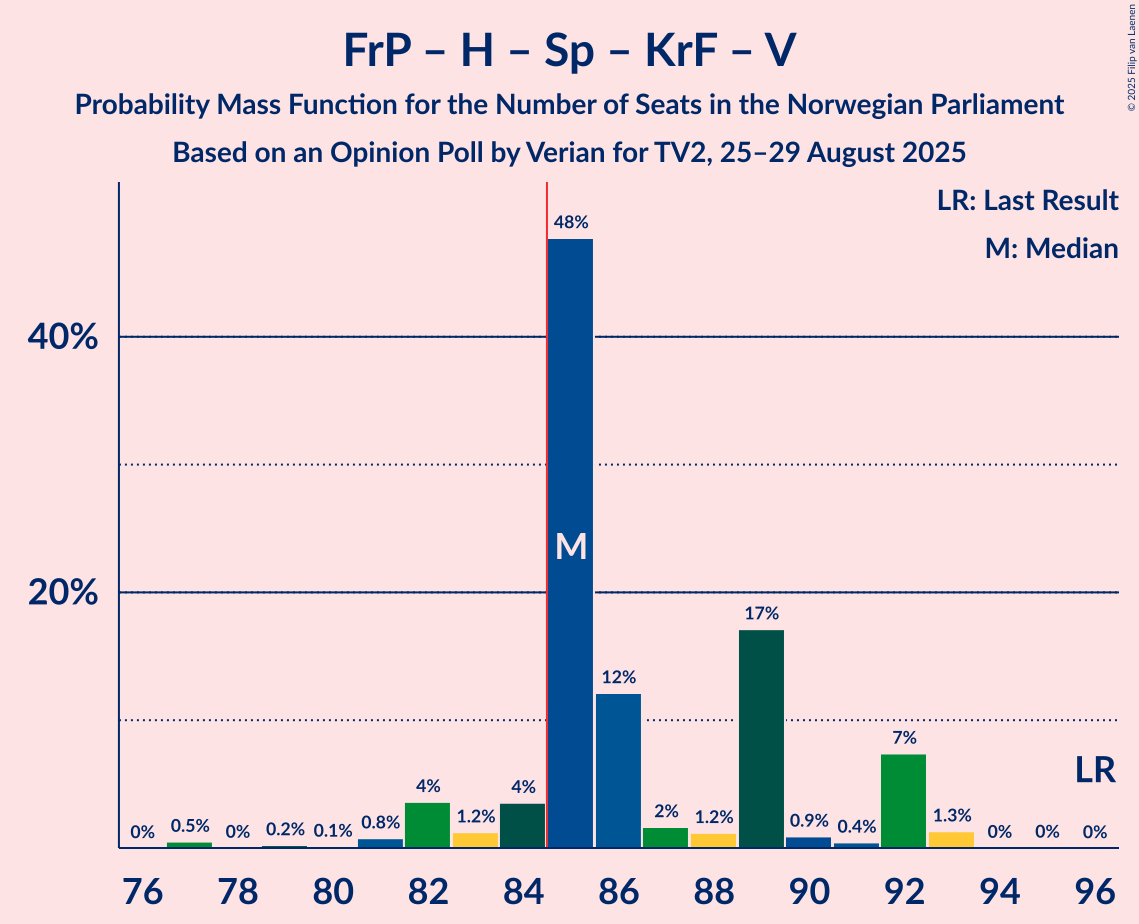 FrP – H – Sp – KrF – V
Probability Mass Function for the Number of Seats in the Norwegian Parliament
Based on an Opinion Poll by Verian for TV2, 25–29 August 2025
© 2025 Filip van Laenen
LR: Last Result
M: Median
40%
20%
0% 0.5% 0% 0.2% 0.1% 0.8% 4% 1.2% 4% 48% 12% 2% 1.2% 17% 0.9% 0.4% 7% 1.3% 0% 0% 0%
M
LR
76 78 80 82 84 86 88 90 92 94 96